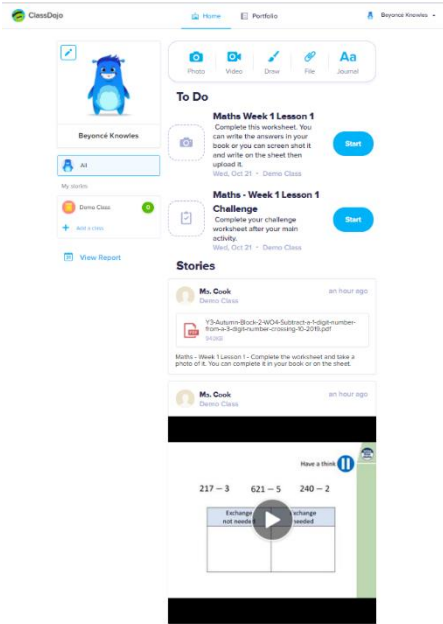 ClassDojo
Home
Portfolio
Beyoncé Knowles
Beyoncé Knowles
All
My stories
Demo Class
0
Add a class
View Report
Photo
Video
Draw
File
Aa
Journal
To Do
Maths Week 1 Lesson 1
Complete this worksheet. You
can write the answers in your
book or you can screen shot it
and write on the sheet then
upload it.
Wed, Oct 21 • Demo Class
Start
Maths - Week 1 Lesson 1
Challenge
Complete your challenge
worksheet after your main
activity.
Wed, Oct 21 • Demo Class
Start
Stories
Ms. Cook
an hour ago
Demo Class
Y3-Autumn-Block-2-WO4-Subtract-a-1-digit-number-
from-a-3-digit-number-crossing-10-2019.pdf
Maths - Week 1 Lesson 1 - Complete the worksheet and take a
photo of it. You can complete it in your book or on the sheet.
Ms. Cook
an hour ago
Demo Class
Have a think
217 − 3 621 − 5 240 − 2
Exchange
not needed
Exchange
needed